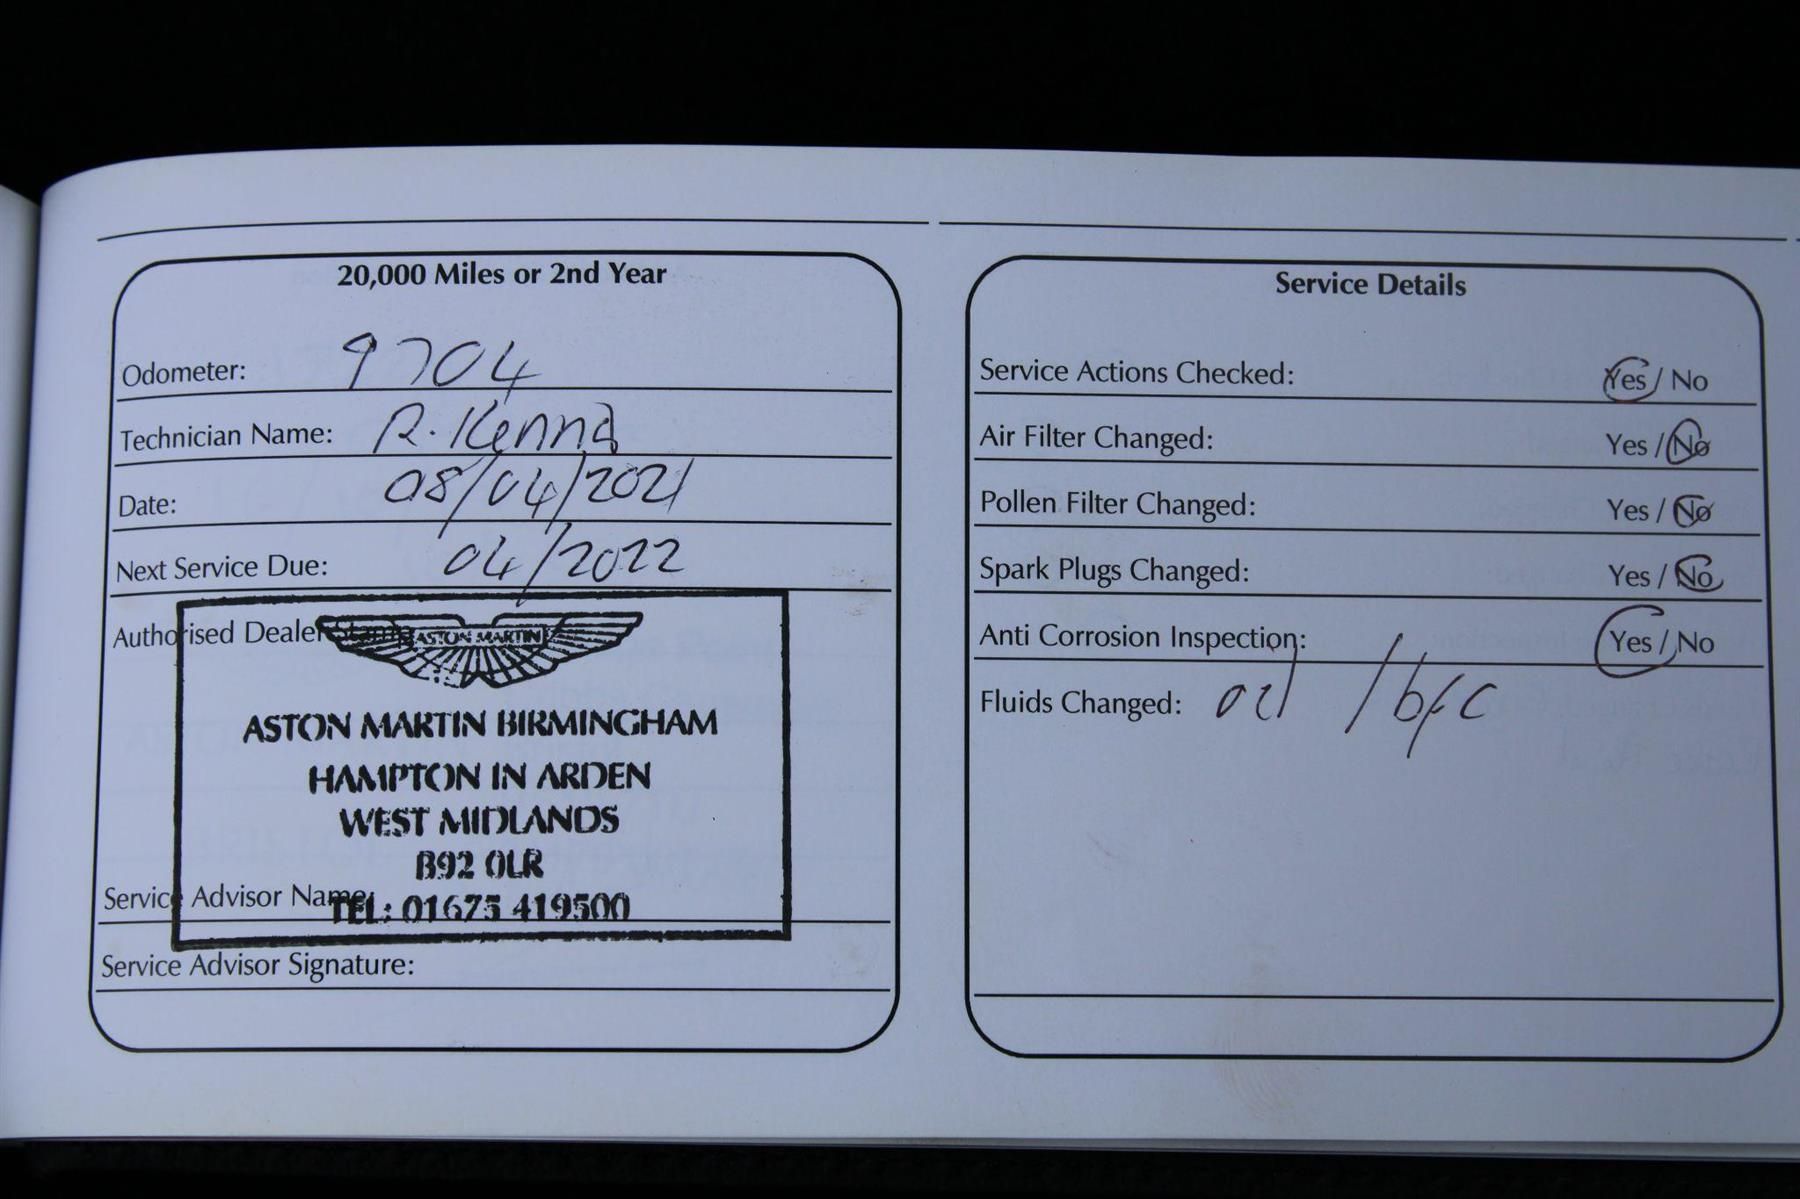 20,000 Miles or 2nd Year
Odometer: 9704
Technician Name: R. Kenna
Date: 08/04/2021
Next Service Due: 04/2022
Authorised Dealer Stamp
ASTON MARTIN
ASTON MARTIN BIRMINGHAM
HAMPTON IN ARDEN
WEST MIDLANDS
B92 0LR
Service Advisor Name:
TEL: 01675 419500
Service Advisor Signature:
Service Details
Service Actions Checked: Yes / No
Air Filter Changed: Yes / No
Pollen Filter Changed: Yes / No
Spark Plugs Changed: Yes / No
Anti Corrosion Inspection: Yes / No
Fluids Changed: oil / bfc